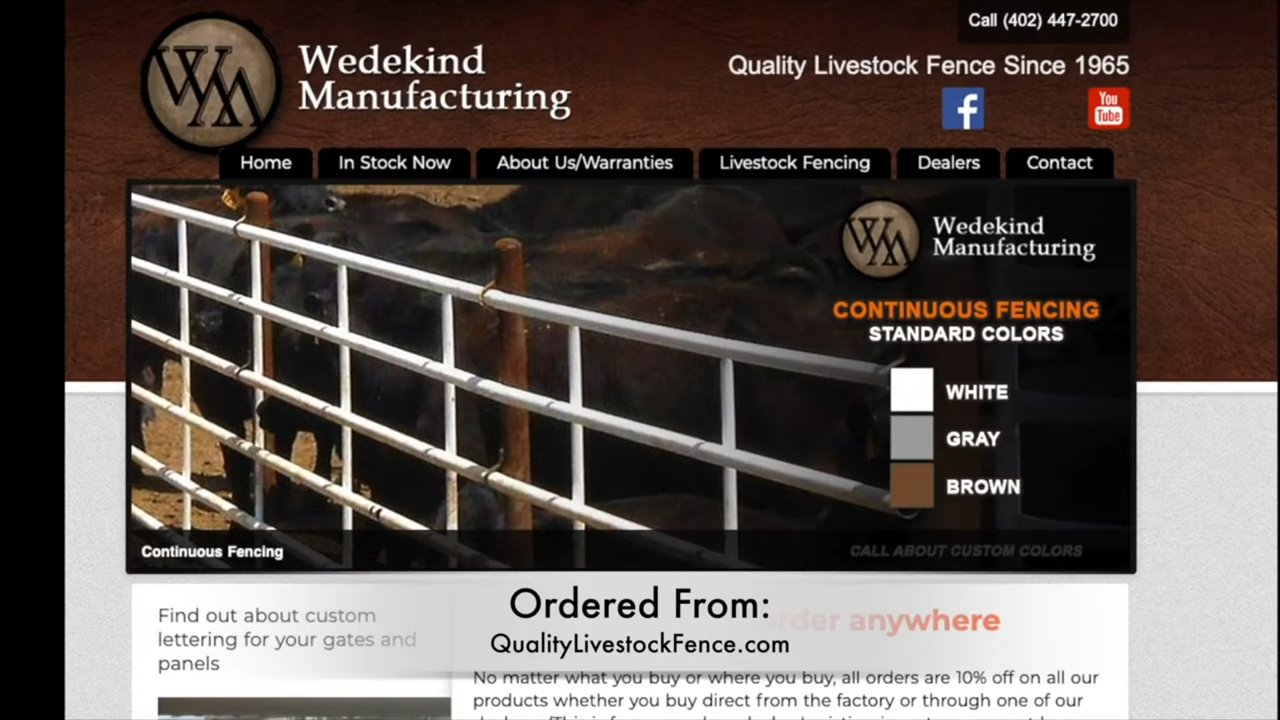 Call (402) 447-2700
WM
Wedekind
Manufacturing
Quality Livestock Fence Since 1965
f
You
Tube
Home
In Stock Now
About Us/Warranties
Livestock Fencing
Dealers
Contact
WM
Wedekind
Manufacturing
CONTINUOUS FENCING
STANDARD COLORS
WHITE
GRAY
BROWN
Continuous Fencing
CALL ABOUT CUSTOM COLORS
Ordered From:
QualityLivestockFence.com
Find out about custom
lettering for your gates and
panels
order anywhere
No matter what you buy or where you buy, all orders are 10% off on all our
products whether you buy direct from the factory or through one of our